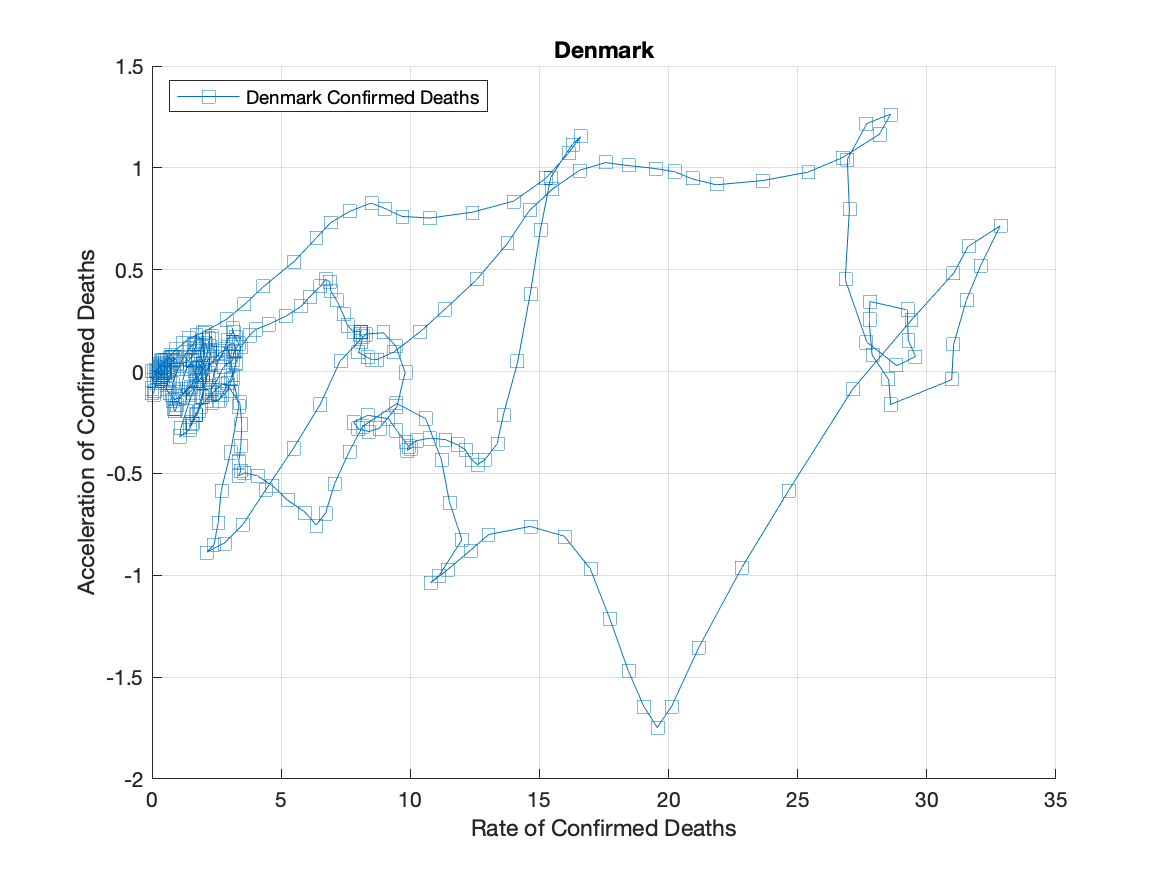 Denmark
Denmark Confirmed Deaths
Acceleration of Confirmed Deaths
1.5
1
0.5
0
-0.5
-1
-1.5
-2
0 5 10 15 20 25 30 35
Rate of Confirmed Deaths